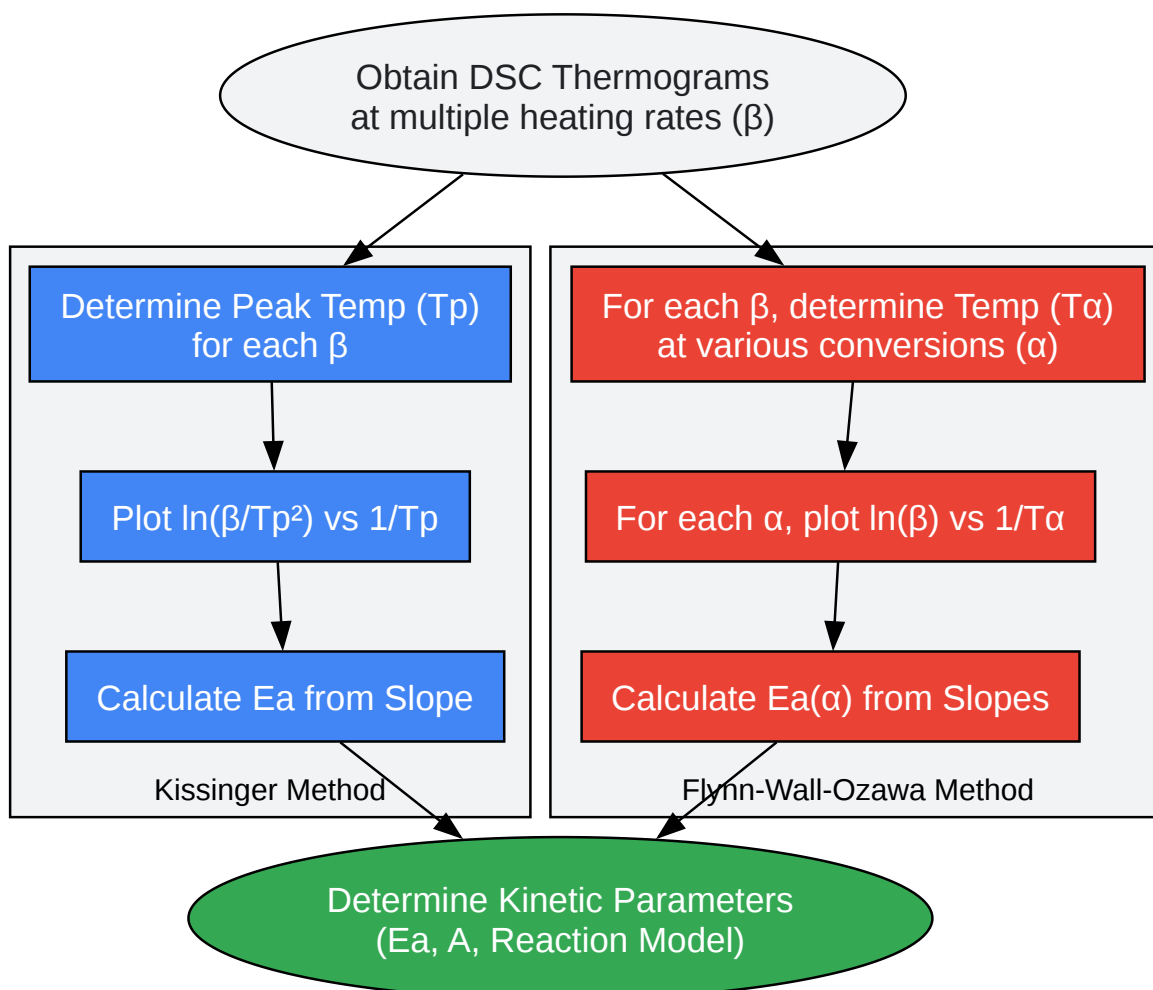 Obtain DSC Thermograms
at multiple heating rates (β)
Determine Peak Temp (Tp)
for each β
Plot ln(β/Tp²) vs 1/Tp
Calculate Ea from Slope
Kissinger Method
For each β, determine Temp (Tα)
at various conversions (α)
For each α, plot ln(β) vs 1/Tα
Calculate Ea(α) from Slopes
Flynn-Wall-Ozawa Method
Determine Kinetic Parameters
(Ea, A, Reaction Model)